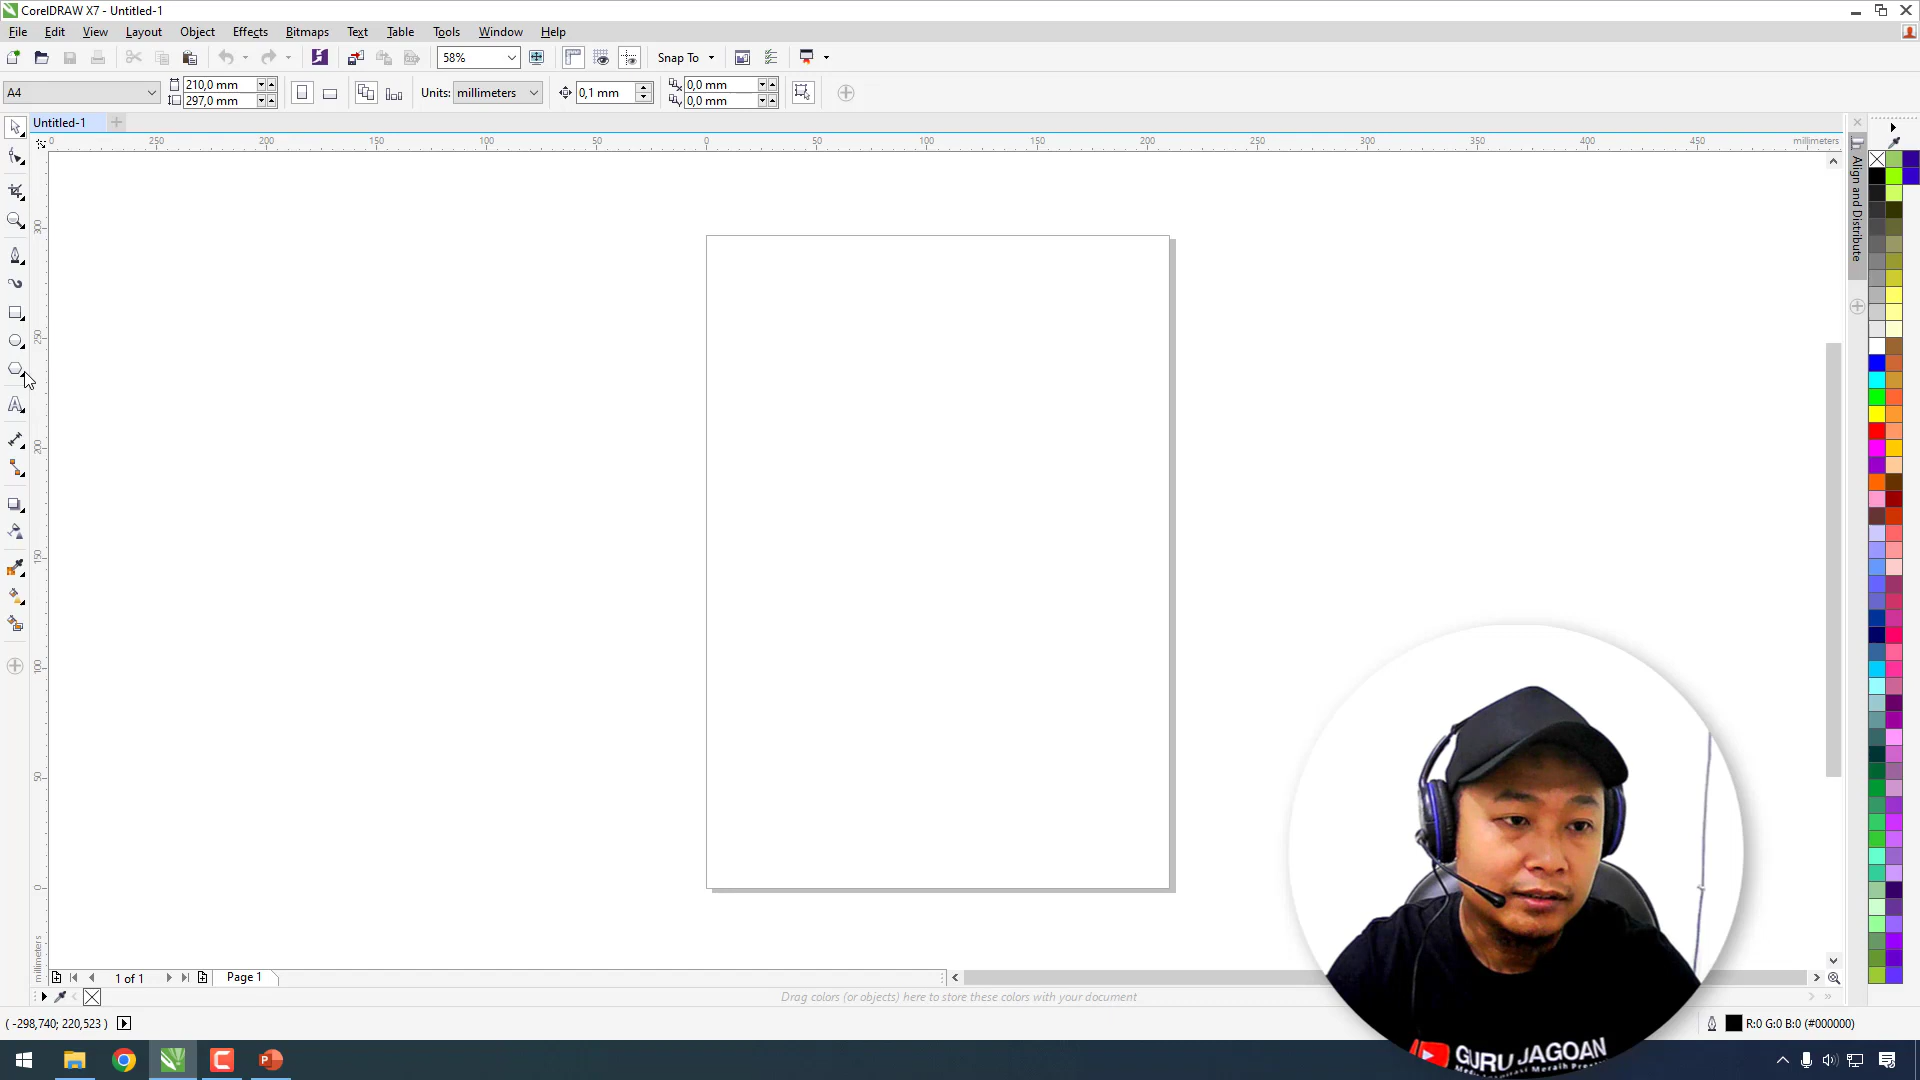 CorelDRAW X7 - Untitled-1
File Edit View Layout Object Effects Bitmaps Text Table Tools Window Help
58% Snap To
A4 210,0 mm 297,0 mm Units: millimeters 0,1 mm 0,0 mm 0,0 mm
Untitled-1
250 200 150 100 50 0 50 100 150 200 250 300 350 400 450 millimeters
300
250
200
150
100
50
0
millimeters
Align and Distribute
GURU JAGOAN
1 of 1 Page 1
Drag colors (or objects) here to store these colors with your document
( -298,740; 220,523 ) R:0 G:0 B:0 (#000000)